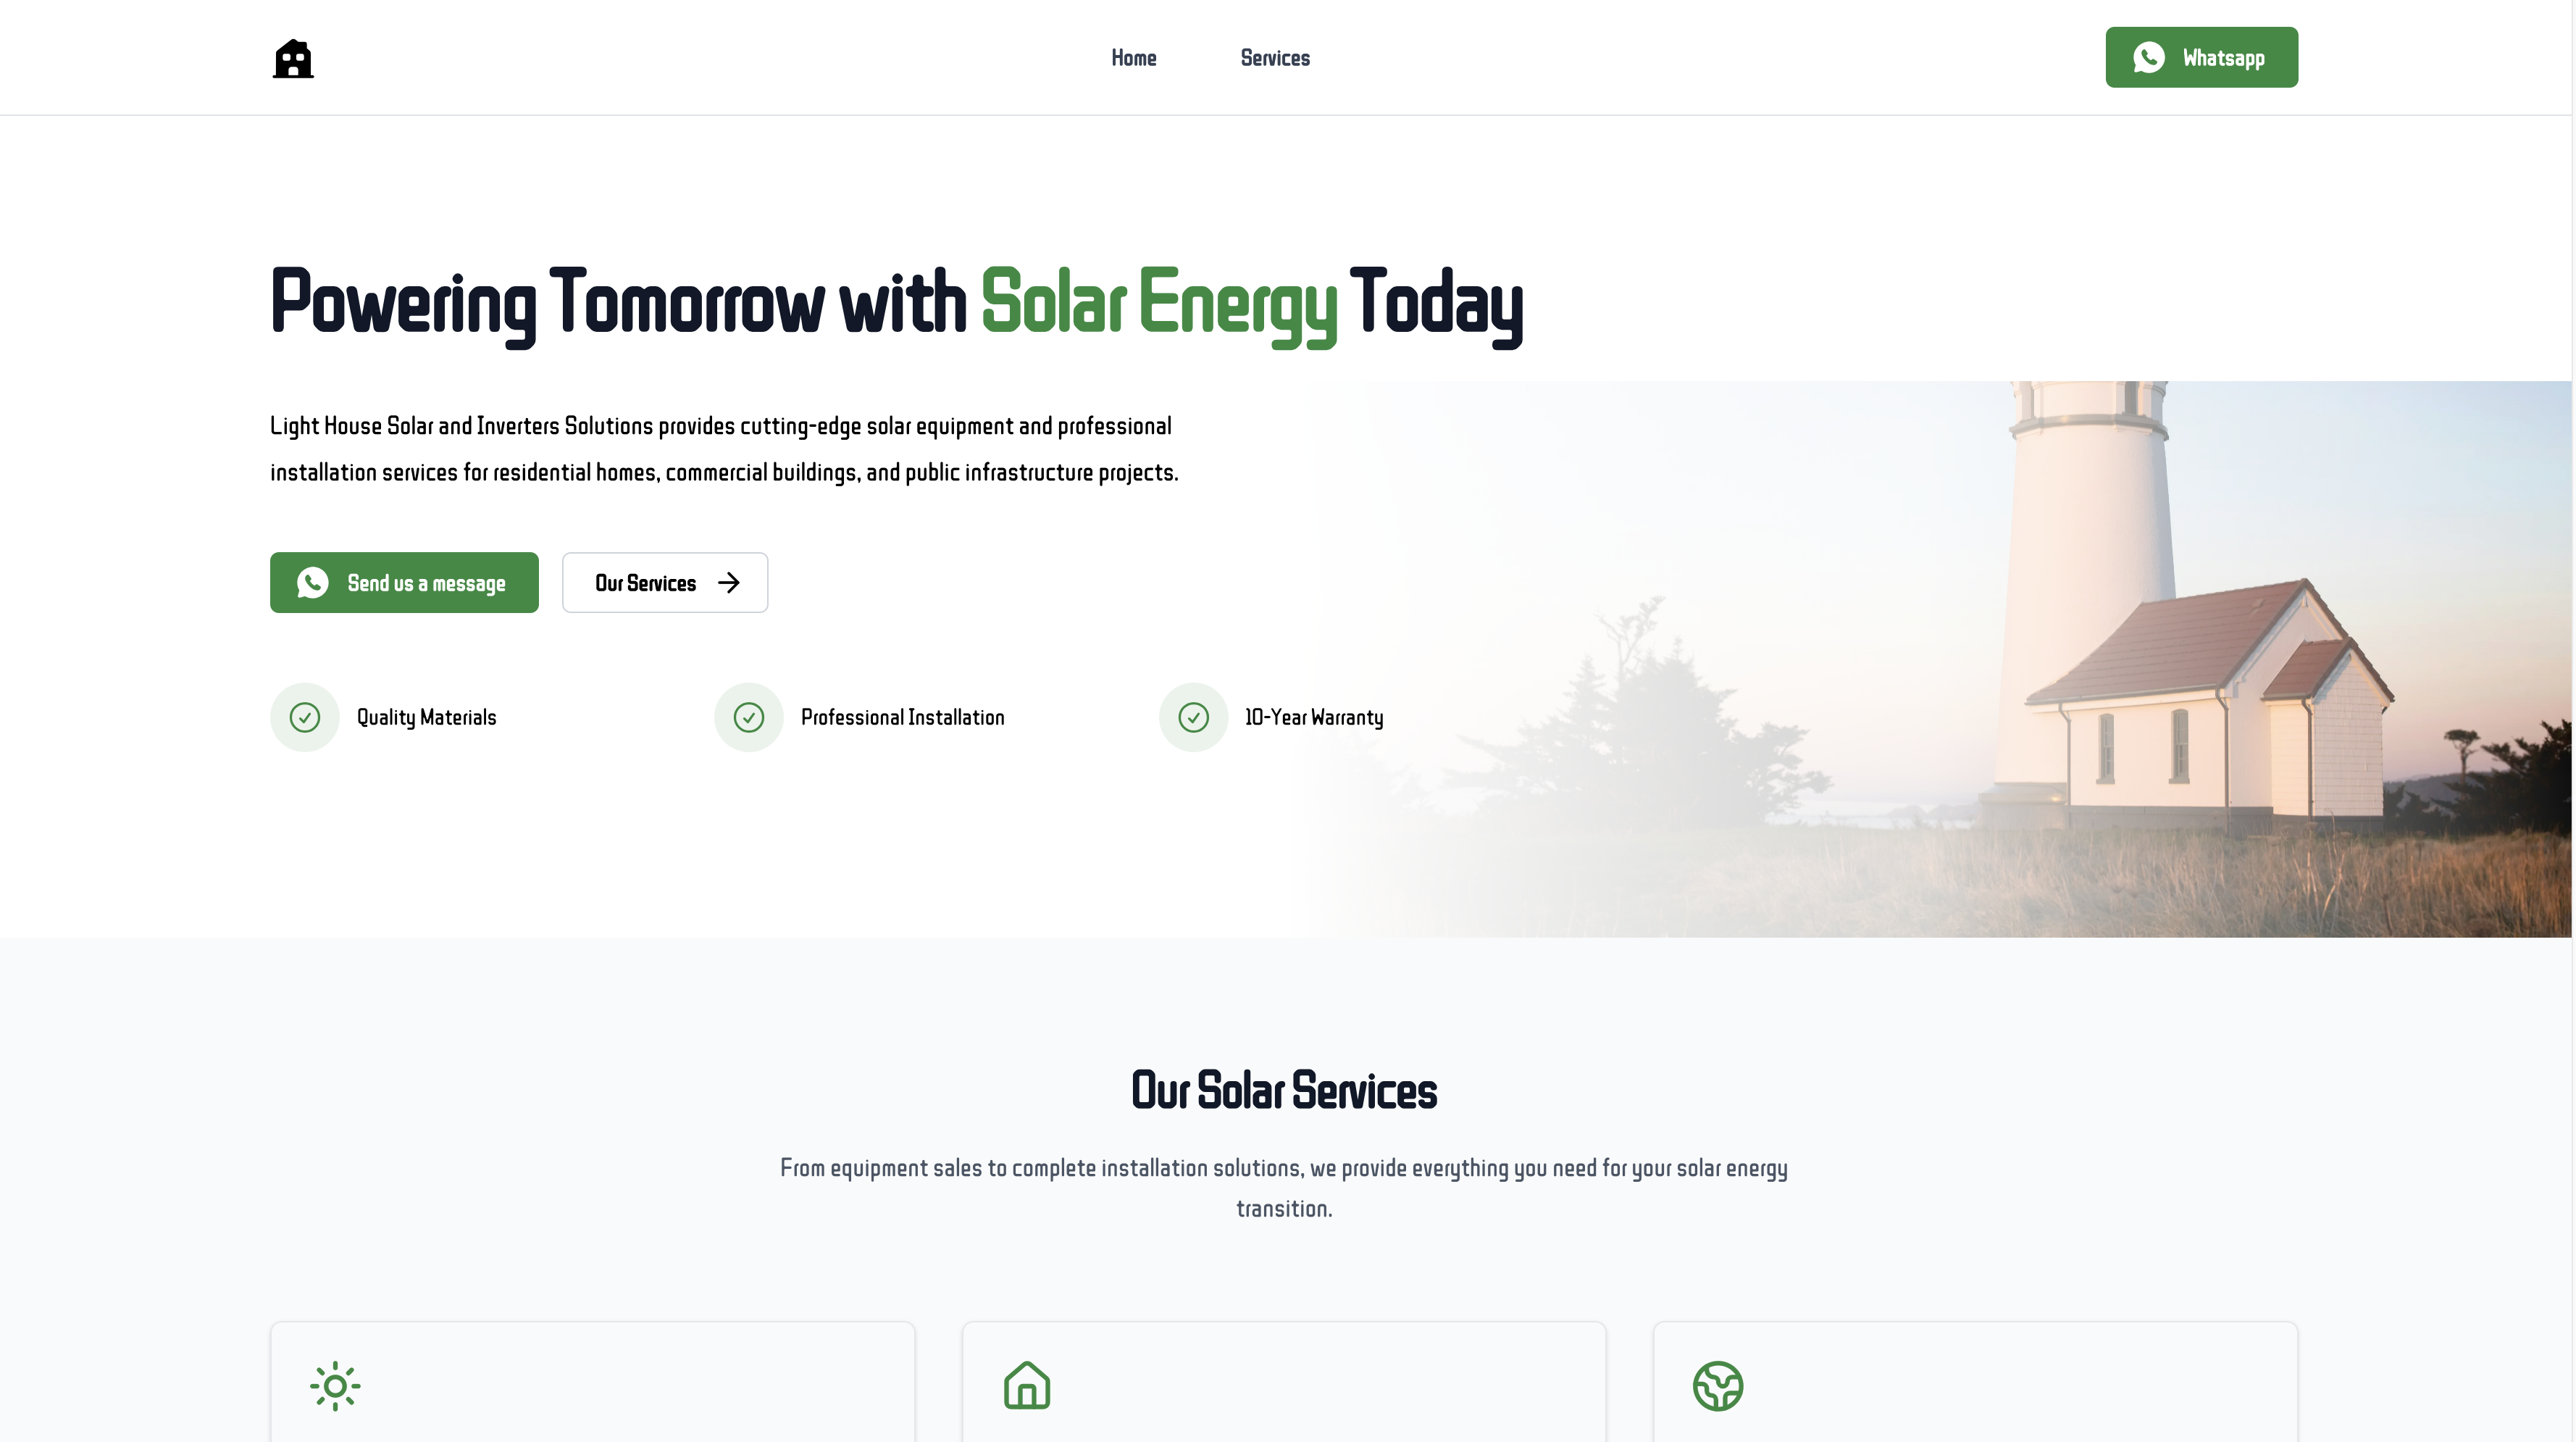 Home
Services
Whatsapp
Powering Tomorrow with Solar Energy Today
Light House Solar and Inverters Solutions provides cutting-edge solar equipment and professional
installation services for residential homes, commercial buildings, and public infrastructure projects.
Send us a message
Our Services
Quality Materials
Professional Installation
10-Year Warranty
Our Solar Services
From equipment sales to complete installation solutions, we provide everything you need for your solar energy
transition.